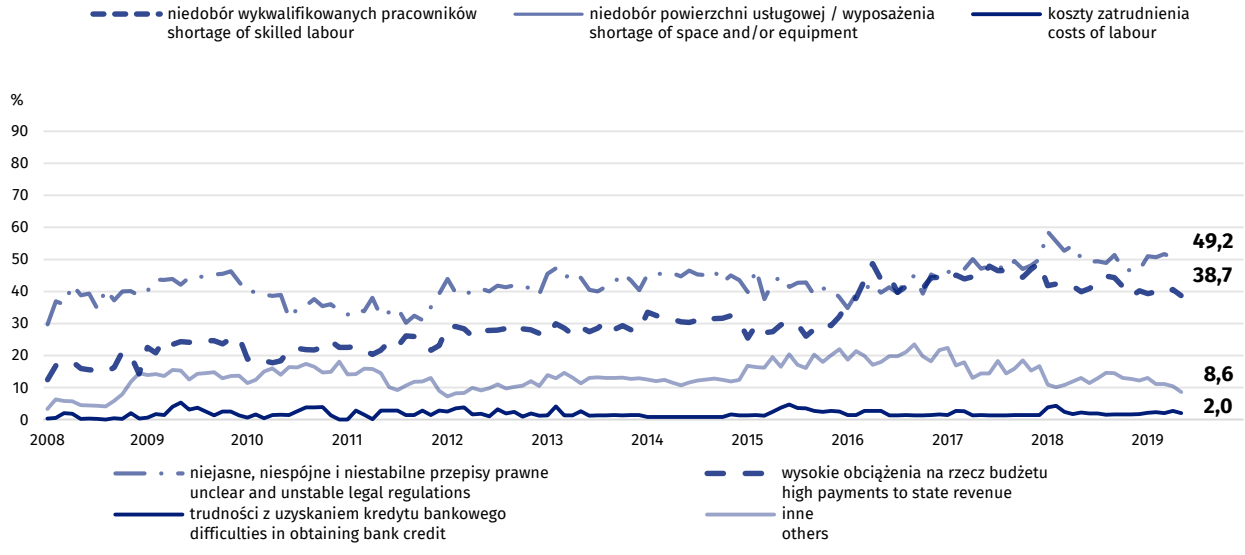 niedobór wykwalifikowanych pracowników
shortage of skilled labour
niedobór powierzchni usługowej / wyposażenia
shortage of space and/or equipment
koszty zatrudnienia
costs of labour
%
90
80
70
60
50
40
30
20
10
0
49,2
38,7
8,6
2,0
2008 2009 2010 2011 2012 2013 2014 2015 2016 2017 2018 2019
niejasne, niespójne i niestabilne przepisy prawne
unclear and unstable legal regulations
wysokie obciążenia na rzecz budżetu
high payments to state revenue
trudności z uzyskaniem kredytu bankowego
difficulties in obtaining bank credit
inne
others